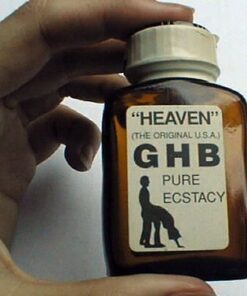 "HEAVEN"
(THE ORIGINAL U.S.A.)
GHB
PURE
ECSTACY